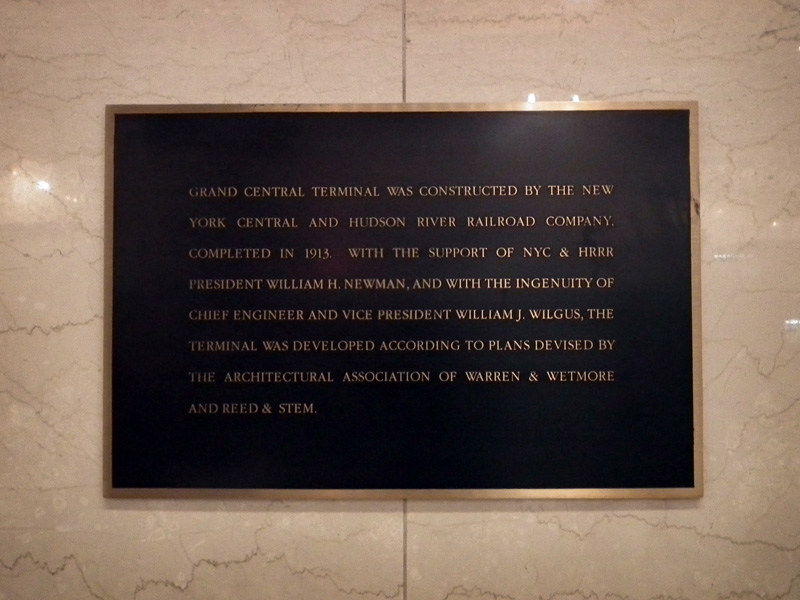 GRAND CENTRAL TERMINAL WAS CONSTRUCTED BY THE NEW
YORK CENTRAL AND HUDSON RIVER RAILROAD COMPANY.
COMPLETED IN 1913. WITH THE SUPPORT OF NYC & HRRR
PRESIDENT WILLIAM H. NEWMAN, AND WITH THE INGENUITY OF
CHIEF ENGINEER AND VICE PRESIDENT WILLIAM J. WILGUS, THE
TERMINAL WAS DEVELOPED ACCORDING TO PLANS DEVISED BY
THE ARCHITECTURAL ASSOCIATION OF WARREN & WETMORE
AND REED & STEM.